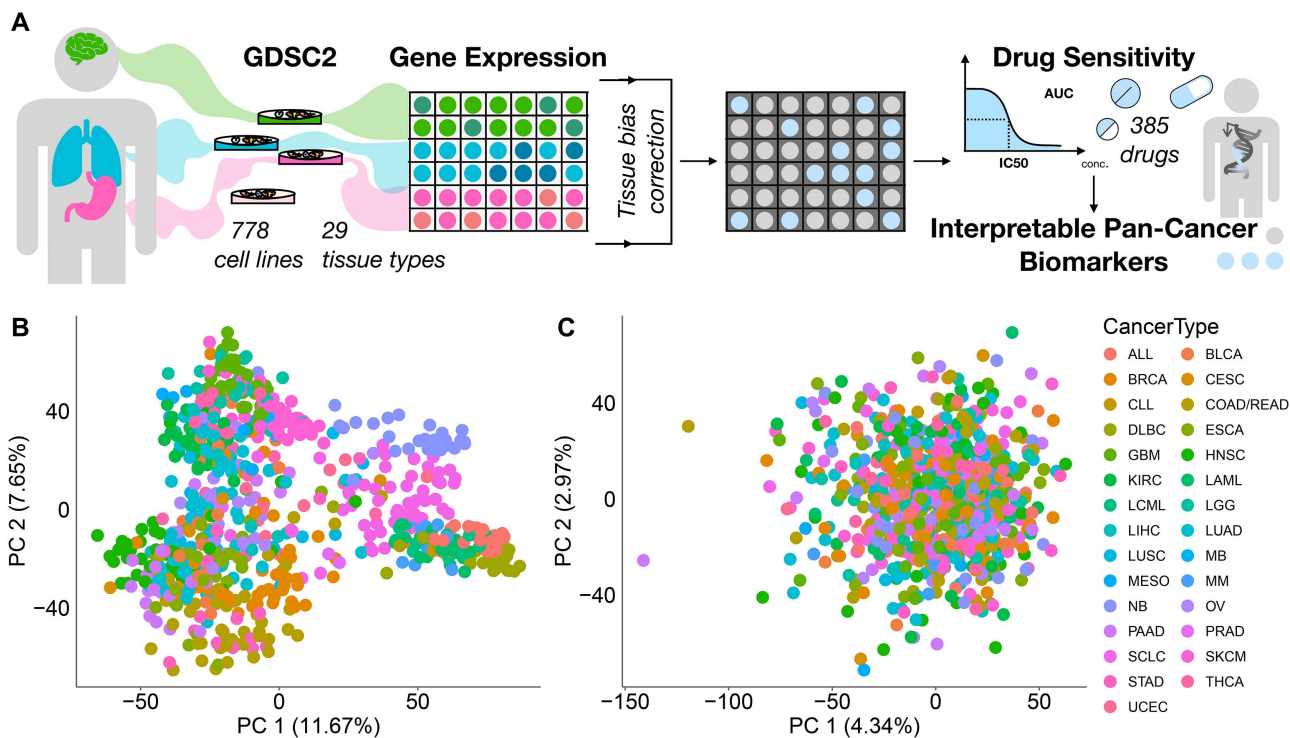 A
GDSC2
Gene Expression
Drug Sensitivity
Tissue bias
correction
AUC
385
drugs
IC50
conc.
778
cell lines
29
tissue types
Interpretable Pan-Cancer
Biomarkers
B
40
0
−40
PC 2 (7.65%)
−50
0
50
PC 1 (11.67%)
C
40
0
−40
PC 2 (2.97%)
−150
−100
−50
0
50
PC 1 (4.34%)
CancerType
ALL
BLCA
BRCA
CESC
CLL
COAD/READ
DLBC
ESCA
GBM
HNSC
KIRC
LAML
LCML
LGG
LIHC
LUAD
LUSC
MB
MESO
MM
NB
OV
PAAD
PRAD
SCLC
SKCM
STAD
THCA
UCEC